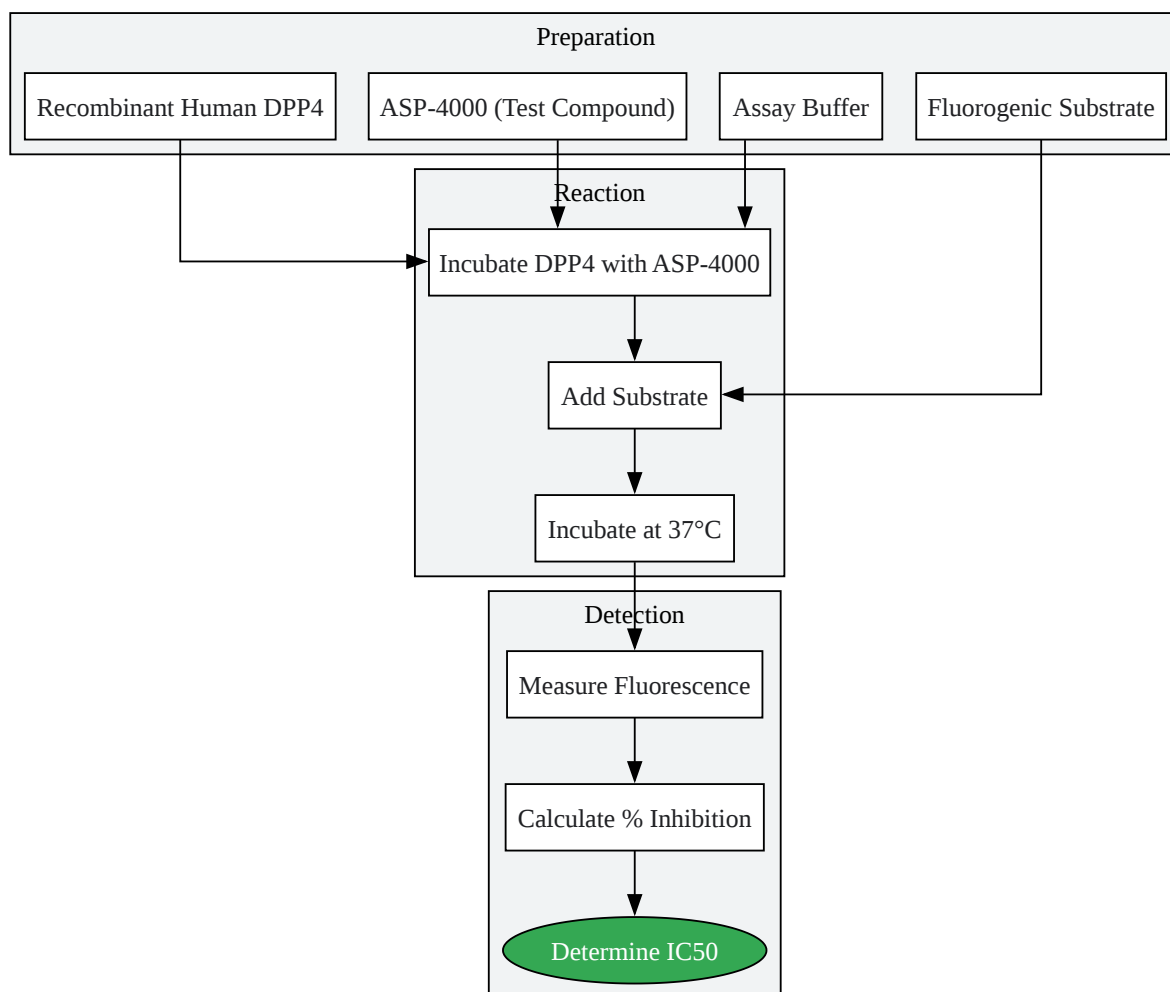 Preparation
Recombinant Human DPP4
ASP-4000 (Test Compound)
Assay Buffer
Fluorogenic Substrate
Reaction
Incubate DPP4 with ASP-4000
Add Substrate
Incubate at 37°C
Detection
Measure Fluorescence
Calculate % Inhibition
Determine IC50